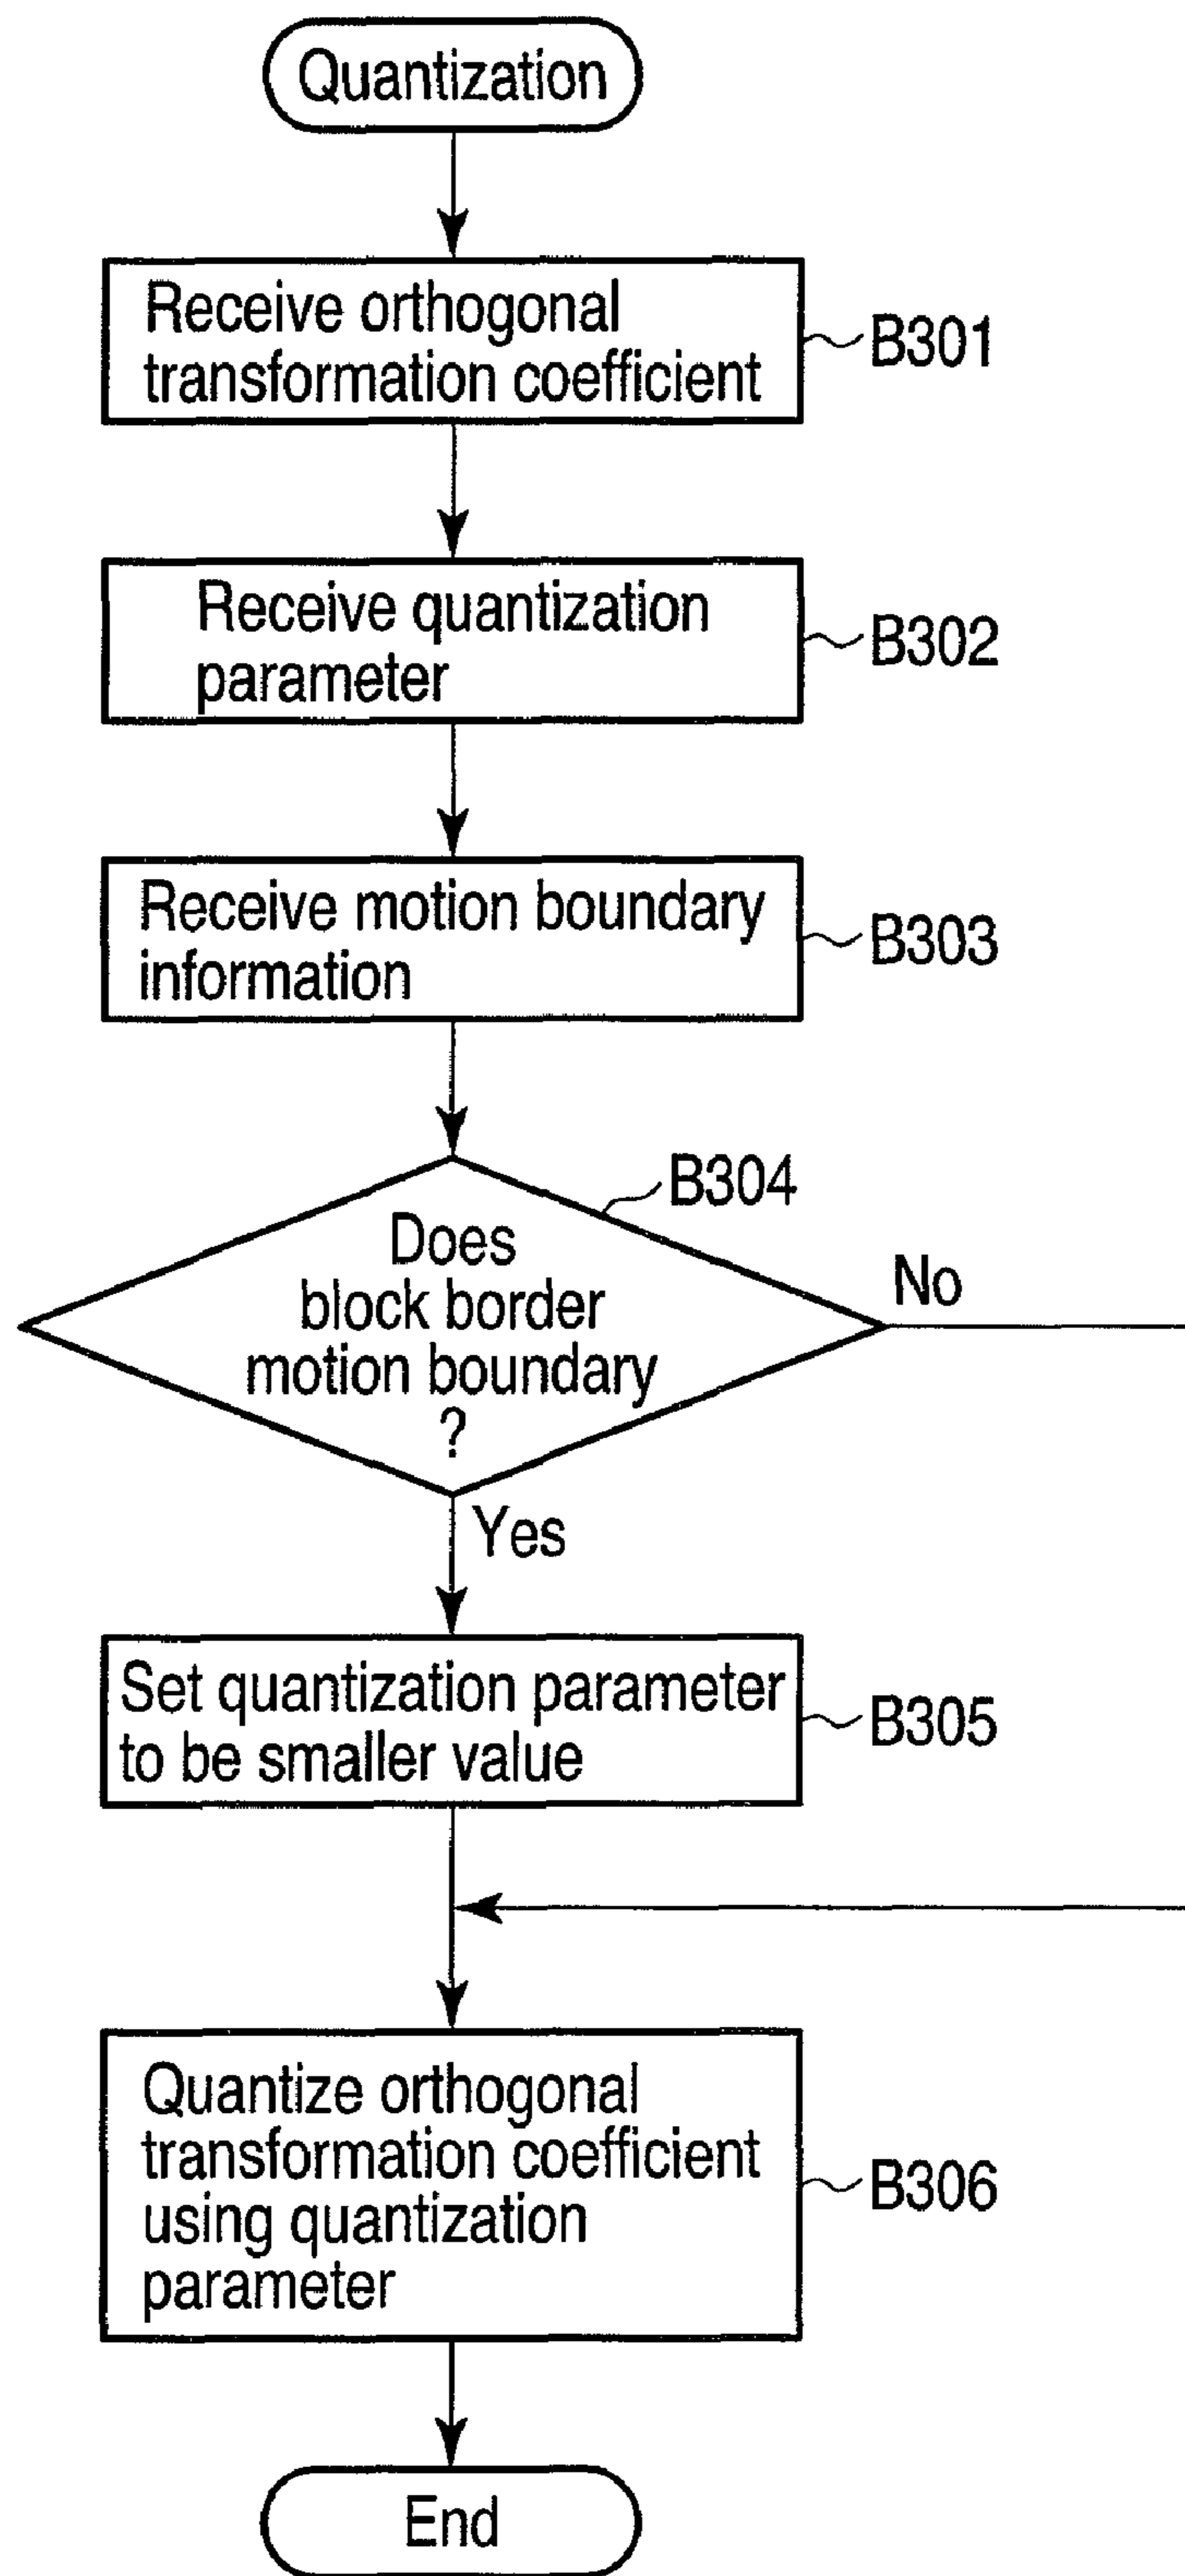 Quantization
Receive orthogonal
transformation coefficient
B301
Receive quantization
parameter
B302
Receive motion boundary
information
B303
B304
Does
block border
motion boundary
?
No
Yes
Set quantization parameter
to be smaller value
B305
Quantize orthogonal
transformation coefficient
using quantization
parameter
B306
End